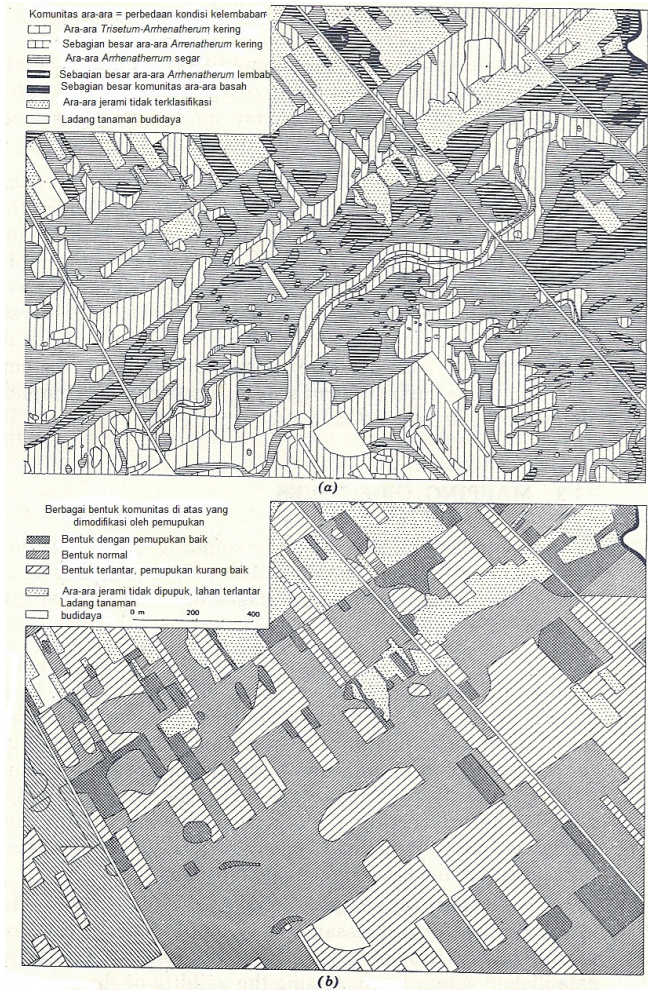 Komunitas ara-ara = perbedaan kondisi kelembaban
Ara-ara Trisetum-Arrhenatherum kering
Sebagian besar ara-ara Arrenatherum kering
Ara-ara Arrhenatherrum segar
Sebagian besar ara-ara Arrhenatherum lembab
Sebagian besar komunitas ara-ara basah
Ara-ara jerami tidak terklasifikasi
Ladang tanaman budidaya
(a)
Berbagai bentuk komunitas di atas yang
dimodifikasi oleh pemupukan
Bentuk dengan pemupukan baik
Bentuk normal
Bentuk terlantar, pemupukan kurang baik
Ara-ara jerami tidak dipupuk, lahan terlantar
Ladang tanaman
budidaya
0 m 200 400
(b)